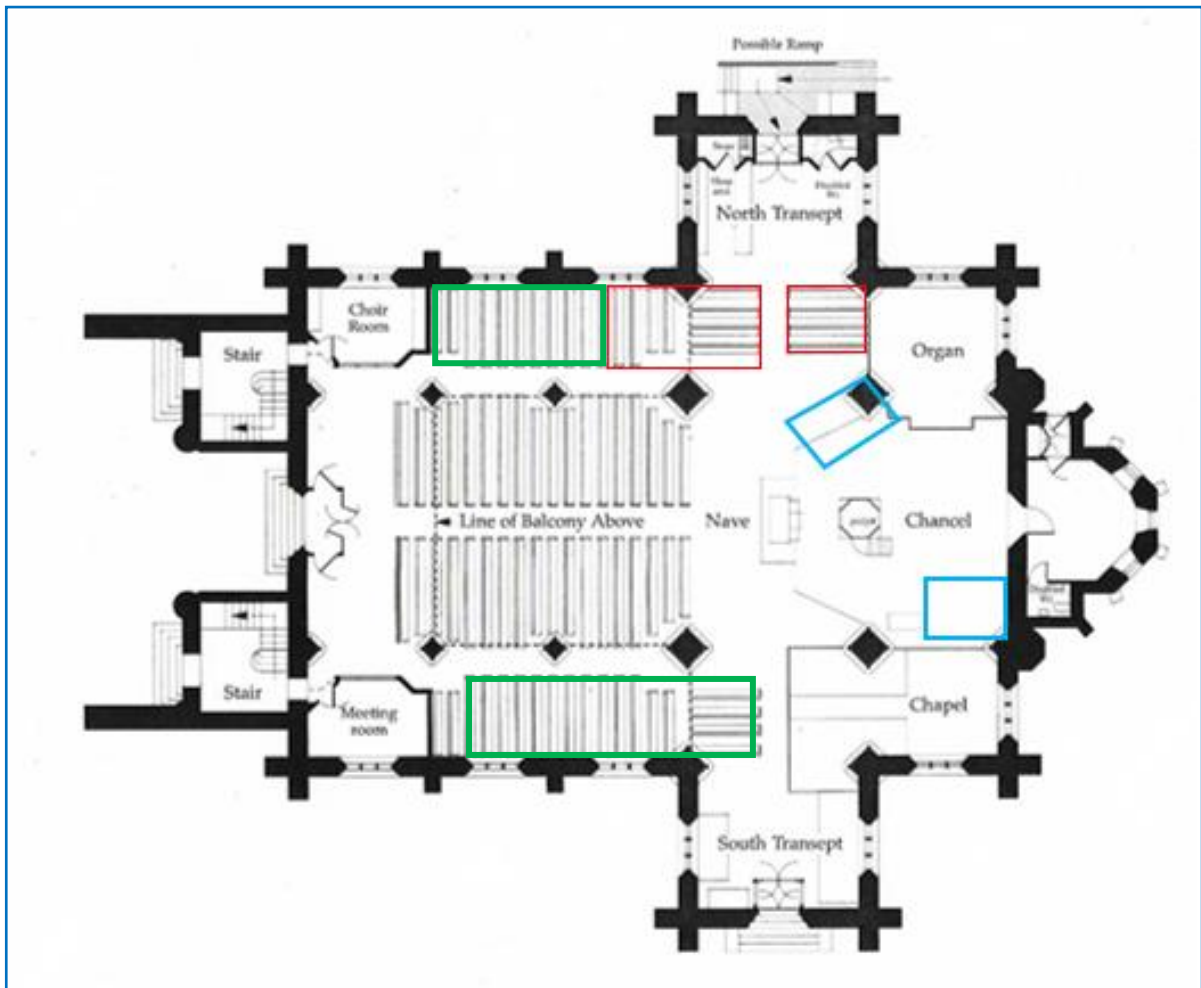 Possible Ramp
North Transept
Choir
Room
Stair
Organ
Line of Balcony Above
Nave
Chancel
Stair
Meeting
room
Chapel
South Transept